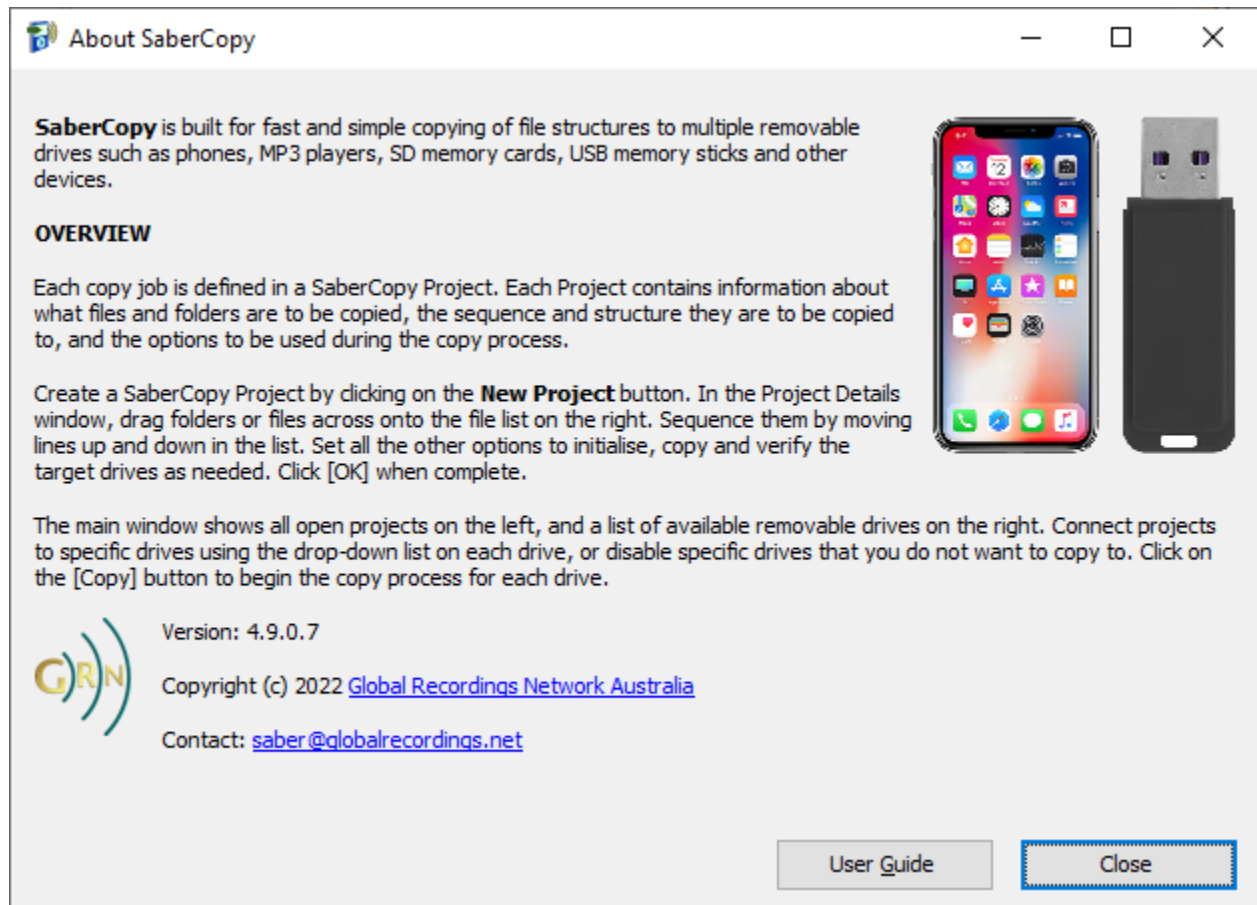 About SaberCopy
SaberCopy is built for fast and simple copying of file structures to multiple removable
drives such as phones, MP3 players, SD memory cards, USB memory sticks and other
devices.
OVERVIEW
Each copy job is defined in a SaberCopy Project. Each Project contains information about
what files and folders are to be copied, the sequence and structure they are to be copied
to, and the options to be used during the copy process.
Create a SaberCopy Project by clicking on the New Project button. In the Project Details
window, drag folders or files across onto the file list on the right. Sequence them by moving
lines up and down in the list. Set all the other options to initialise, copy and verify the
target drives as needed. Click [OK] when complete.
The main window shows all open projects on the left, and a list of available removable drives on the right. Connect projects
to specific drives using the drop-down list on each drive, or disable specific drives that you do not want to copy to. Click on
the [Copy] button to begin the copy process for each drive.
GRN
Version: 4.9.0.7
Copyright (c) 2022 Global Recordings Network Australia
Contact: saber@globalrecordings.net
User Guide
Close